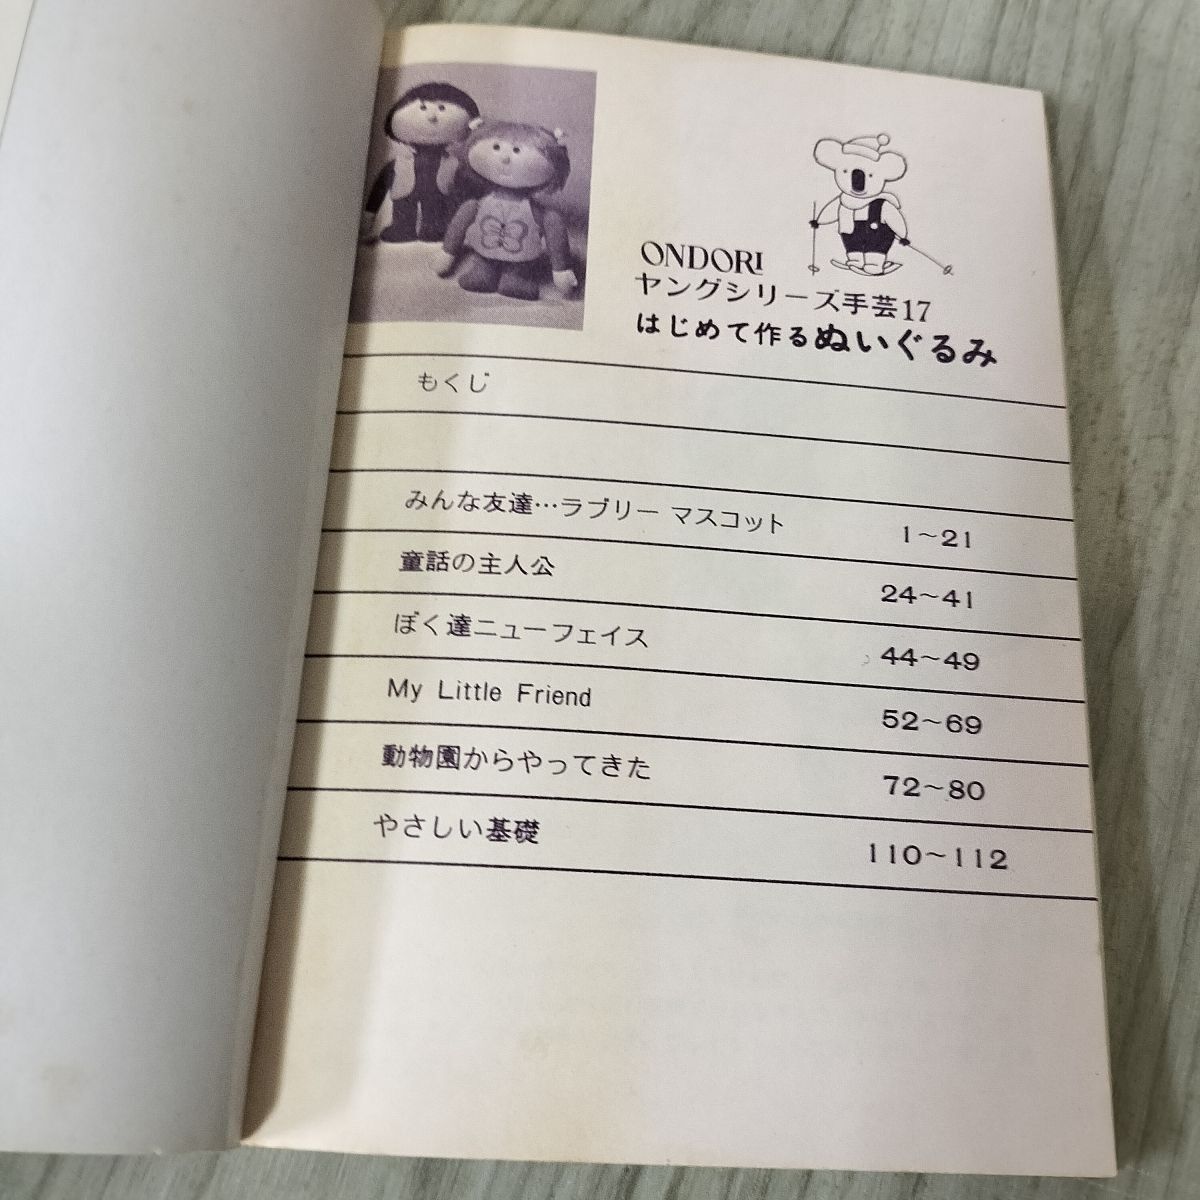 ONDORI
ヤングシリーズ手芸17
はじめて作るぬいぐるみ
もくじ
みんな友達…ラブリー マスコット 1～21
童話の主人公 24～41
ぼく達ニューフェイス 44～49
My Little Friend 52～69
動物園からやってきた 72～80
やさしい基礎 110～112